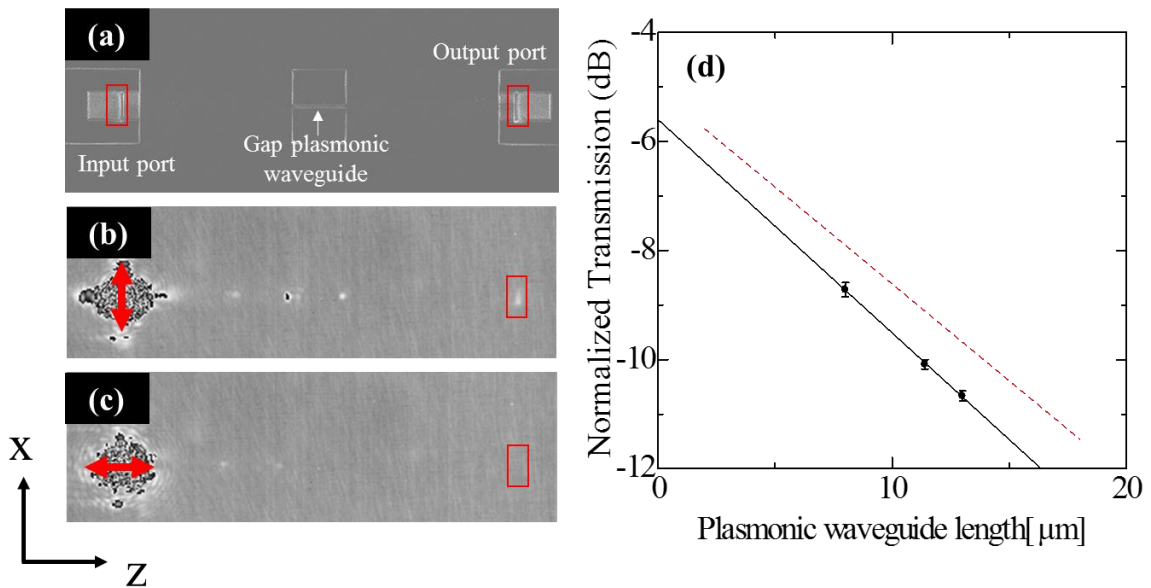 (a)
Output port
Gap plasmonic
waveguide
Input port
(b)
(c)
X
Z
(d)
Normalized Transmission (dB)
-4
-6
-8
-10
-12
0
10
20
Plasmonic waveguide length[ μm]